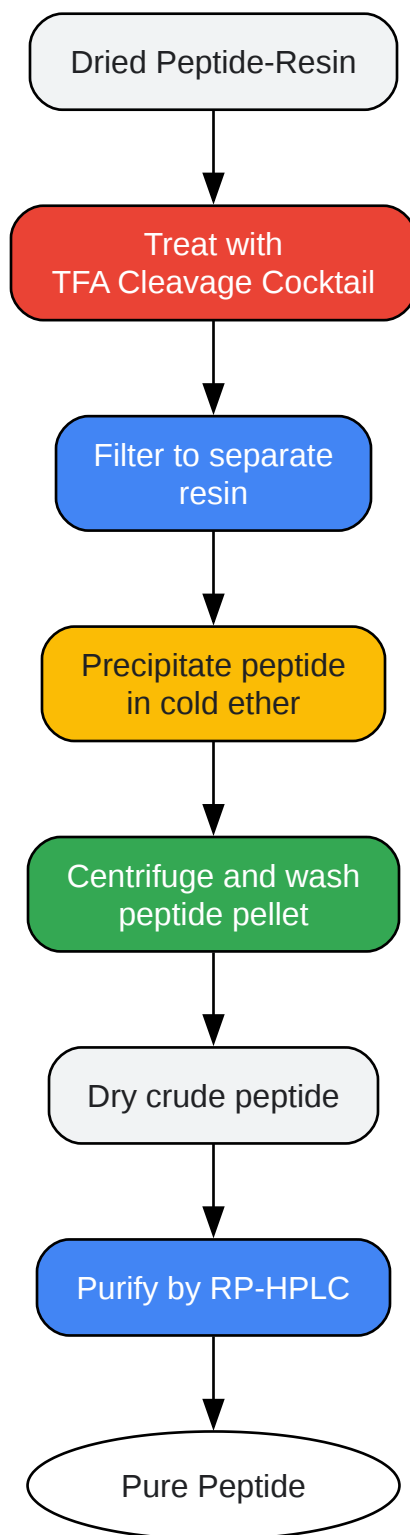 Dried Peptide-Resin
Treat with
TFA Cleavage Cocktail
Filter to separate
resin
Precipitate peptide
in cold ether
Centrifuge and wash
peptide pellet
Dry crude peptide
Purify by RP-HPLC
Pure Peptide